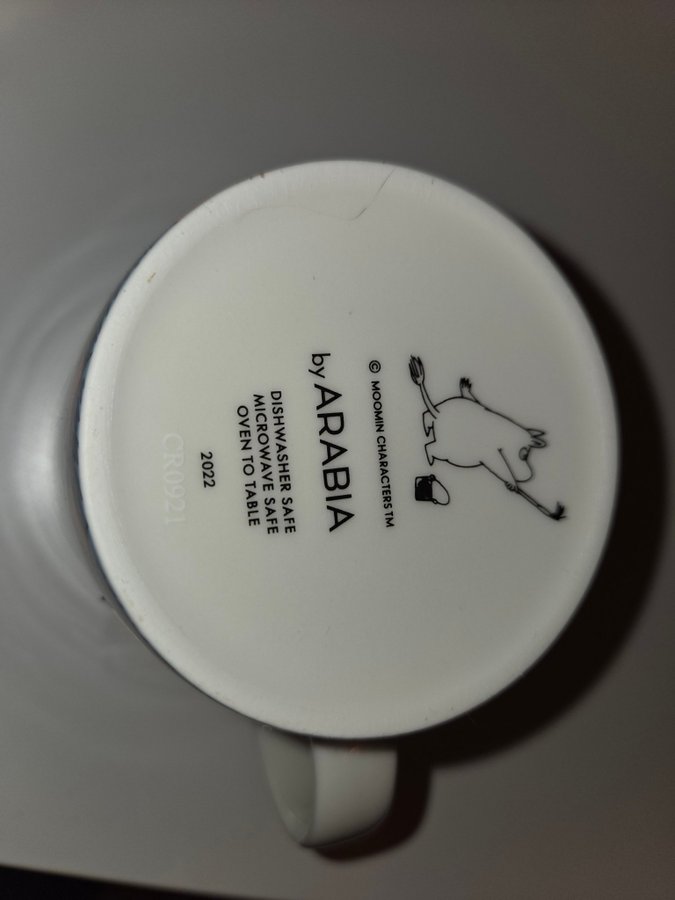 © MOOMIN CHARACTERS TM
by ARABIA
DISHWASHER SAFE
MICROWAVE SAFE
OVEN TO TABLE
2022
CR0921